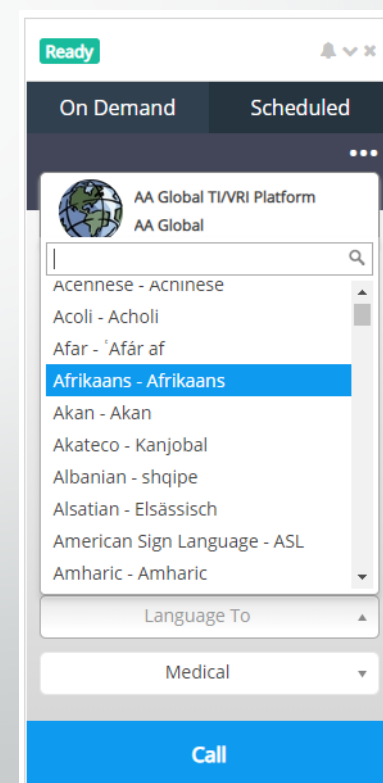 Ready
On Demand Scheduled
AA Global TI/VRI Platform
AA Global
Acehnese - Achinese
Acoli - Acholi
Afar - ʿAfár af
Afrikaans - Afrikaans
Akan - Akan
Akateco - Kanjobal
Albanian - shqipe
Alsatian - Elsässisch
American Sign Language - ASL
Amharic - Amharic
Language To
Medical
Call